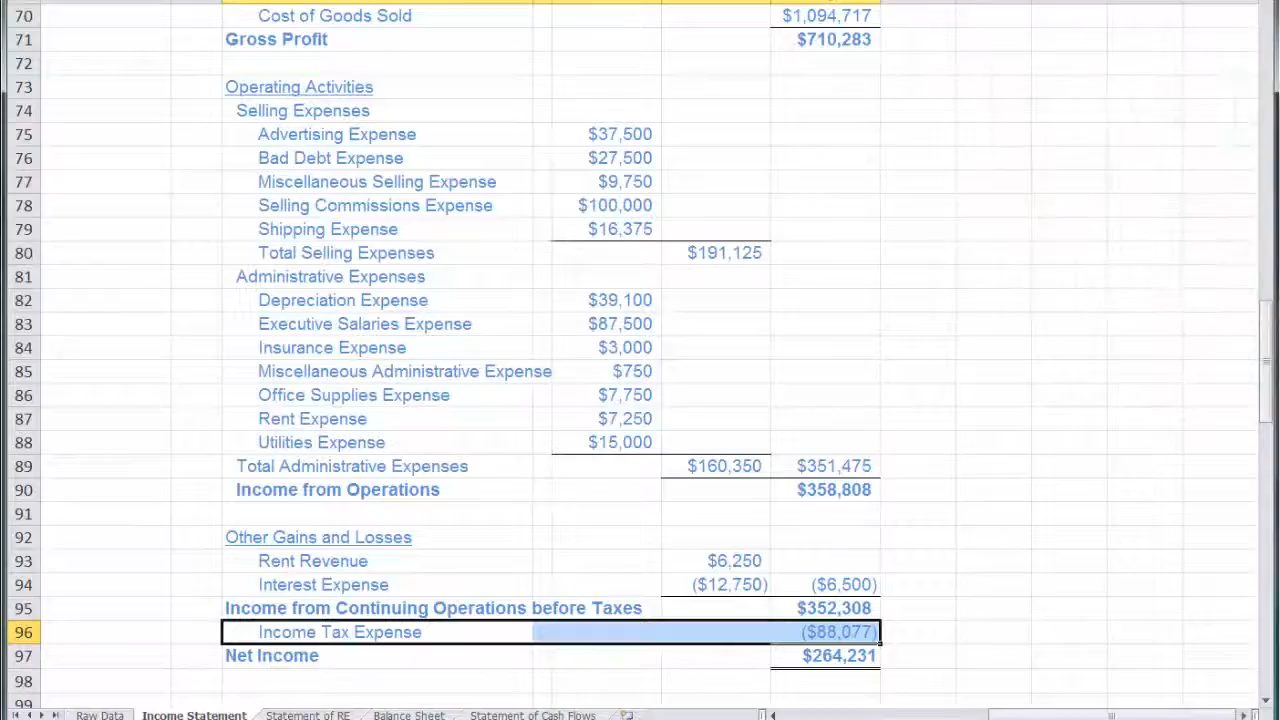 70 Cost of Goods Sold $1,094,717
71 Gross Profit $710,283
72
73 Operating Activities
74 Selling Expenses
75 Advertising Expense $37,500
76 Bad Debt Expense $27,500
77 Miscellaneous Selling Expense $9,750
78 Selling Commissions Expense $100,000
79 Shipping Expense $16,375
80 Total Selling Expenses $191,125
81 Administrative Expenses
82 Depreciation Expense $39,100
83 Executive Salaries Expense $87,500
84 Insurance Expense $3,000
85 Miscellaneous Administrative Expense $750
86 Office Supplies Expense $7,750
87 Rent Expense $7,250
88 Utilities Expense $15,000
89 Total Administrative Expenses $160,350 $351,475
90 Income from Operations $358,808
91
92 Other Gains and Losses
93 Rent Revenue $6,250
94 Interest Expense ($12,750) ($6,500)
95 Income from Continuing Operations before Taxes $352,308
96 Income Tax Expense ($88,077)
97 Net Income $264,231
98
99
Raw Data Income Statement Statement of RE Balance Sheet Statement of Cash Flows